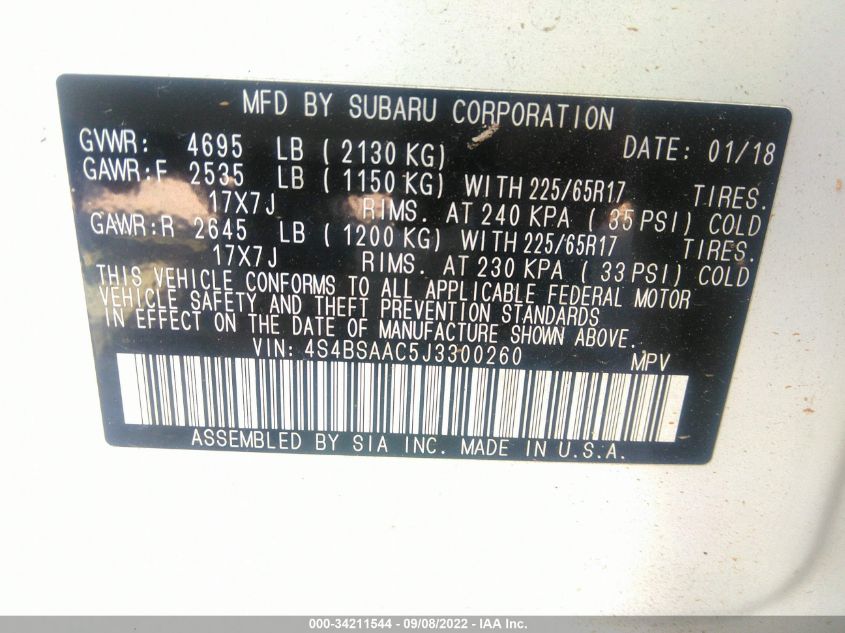 MFD BY SUBARU CORPORATION
GVWR: 4695 LB ( 2130 KG) DATE: 01/18
GAWR:F 2535 LB ( 1150 KG) WITH 225/65R17 TIRES.
17X7J RIMS. AT 240 KPA ( 35 PSI) COLD
GAWR:R 2645 LB ( 1200 KG) WITH 225/65R17 TIRES.
17X7J RIMS. AT 230 KPA ( 33 PSI) COLD
THIS VEHICLE CONFORMS TO ALL APPLICABLE FEDERAL MOTOR
VEHICLE SAFETY AND THEFT PREVENTION STANDARDS
IN EFFECT ON THE DATE OF MANUFACTURE SHOWN ABOVE.
VIN: 4S4BSAAC5J3300260 MPV
ASSEMBLED BY SIA INC. MADE IN U.S.A.
000-34211544 - 09/08/2022 - IAA Inc.